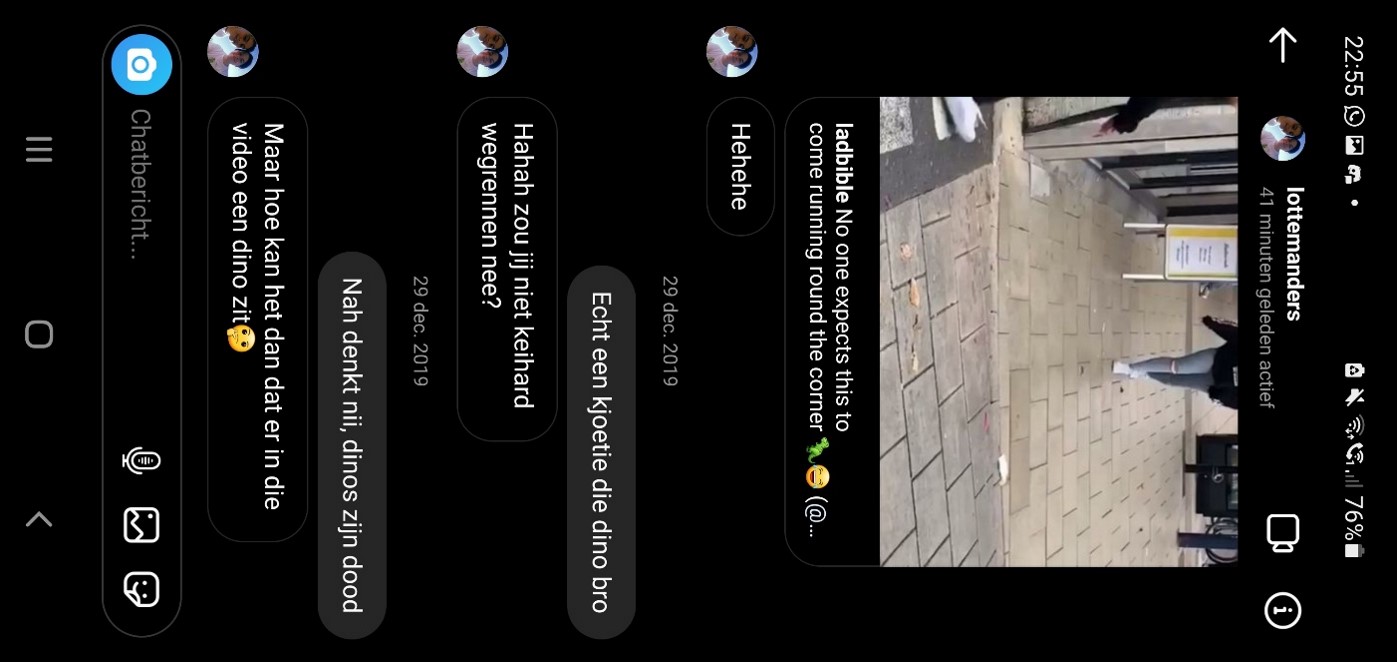 22:55
76%
lottemanders
41 minuten geleden actief
ladbible No one expects this to
come running round the corner 🦖😂 (@...
Hehehe
29 dec. 2019
Echt een kjoetie die dino bro
Hahah zou jij niet keihard
wegrennen nee?
29 dec. 2019
Nah denkt nii, dinos zijn dood
Maar hoe kan het dan dat er in die
video een dino zit🤔
Chatbericht...